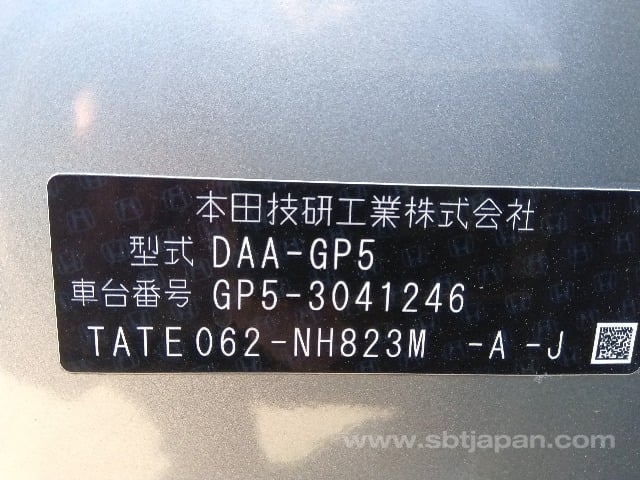 本田技研工業株式会社
型式 DAA-GP5
車台番号 GP5-3041246
TATE062-NH823M -A -J
www.sbtjapan.com